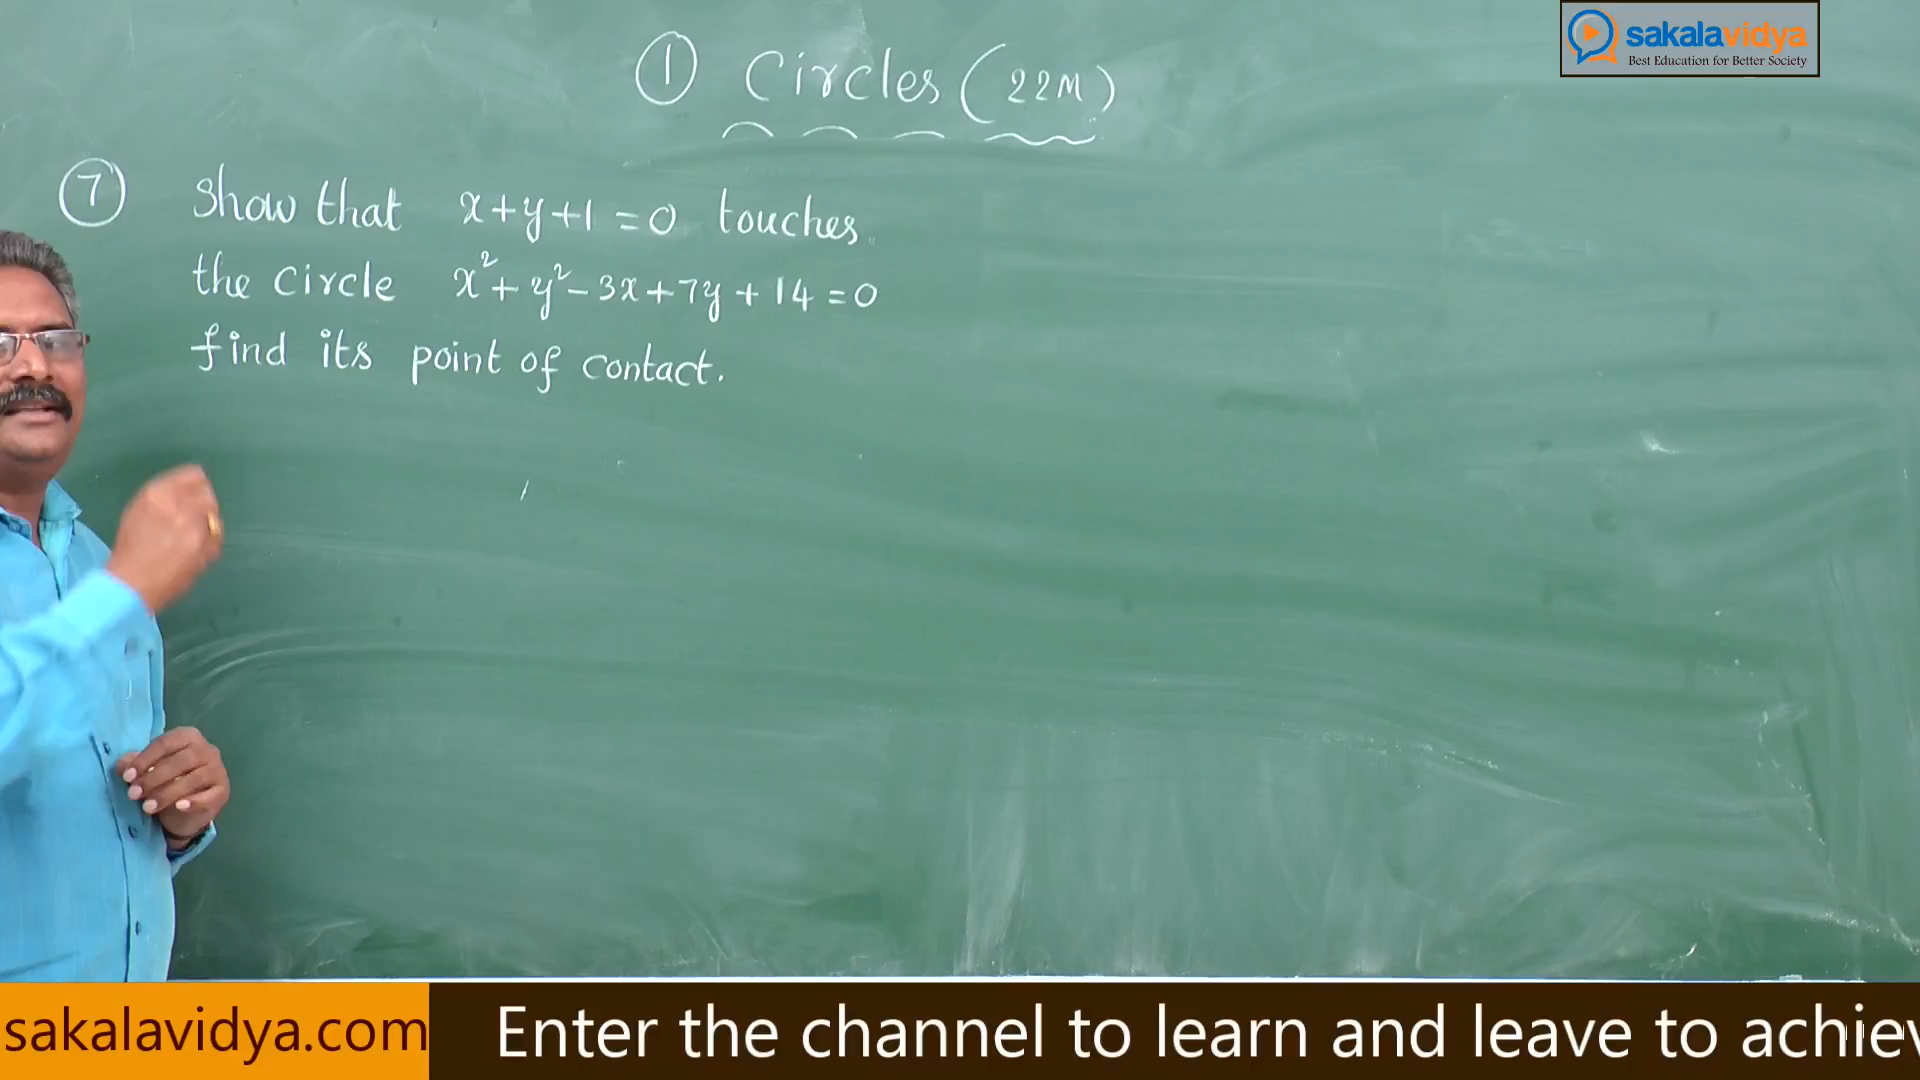 sakalavidya
Best Education for Better Society
① Circles (22M)
⑦ Show that x+y+1=0 touches
the circle x²+y²-3x+7y+14=0
find its point of contact.
sakalavidya.com
Enter the channel to learn and leave to achiev